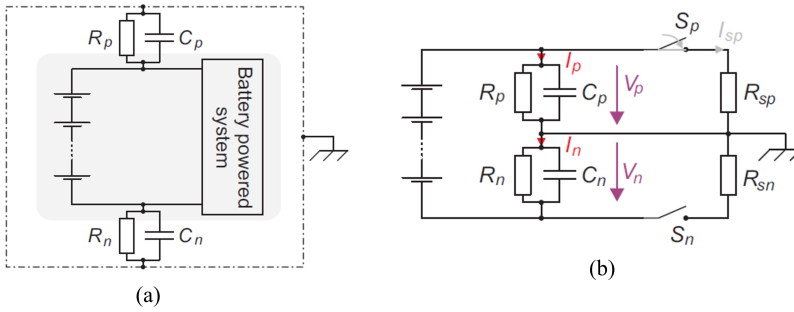 Rp
Cp
Battery powered
system
Rn
Cn
(a)
Sp
Isp
Ip
Rp
Cp
Vp
Rsp
In
Rn
Cn
Vn
Rsn
Sn
(b)